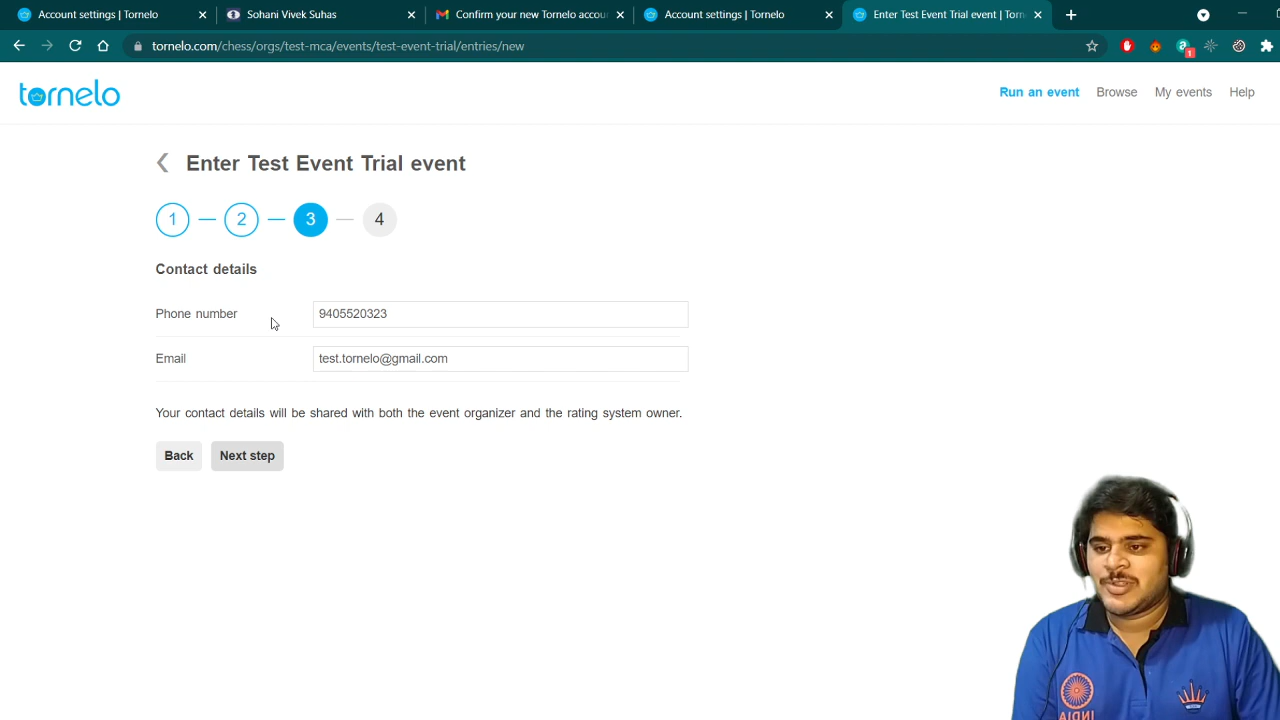 Account settings | Tornelo
Sohani Vivek Suhas
Confirm your new Tornelo accou
Account settings | Tornelo
Enter Test Event Trial event | Torn
tornelo.com/chess/orgs/test-mca/events/test-event-trial/entries/new
1
tornelo
Run an event
Browse
My events
Help
Enter Test Event Trial event
1
2
3
4
Contact details
Phone number
9405520323
Email
test.tornelo@gmail.com
Your contact details will be shared with both the event organizer and the rating system owner.
Back
Next step
INDIA